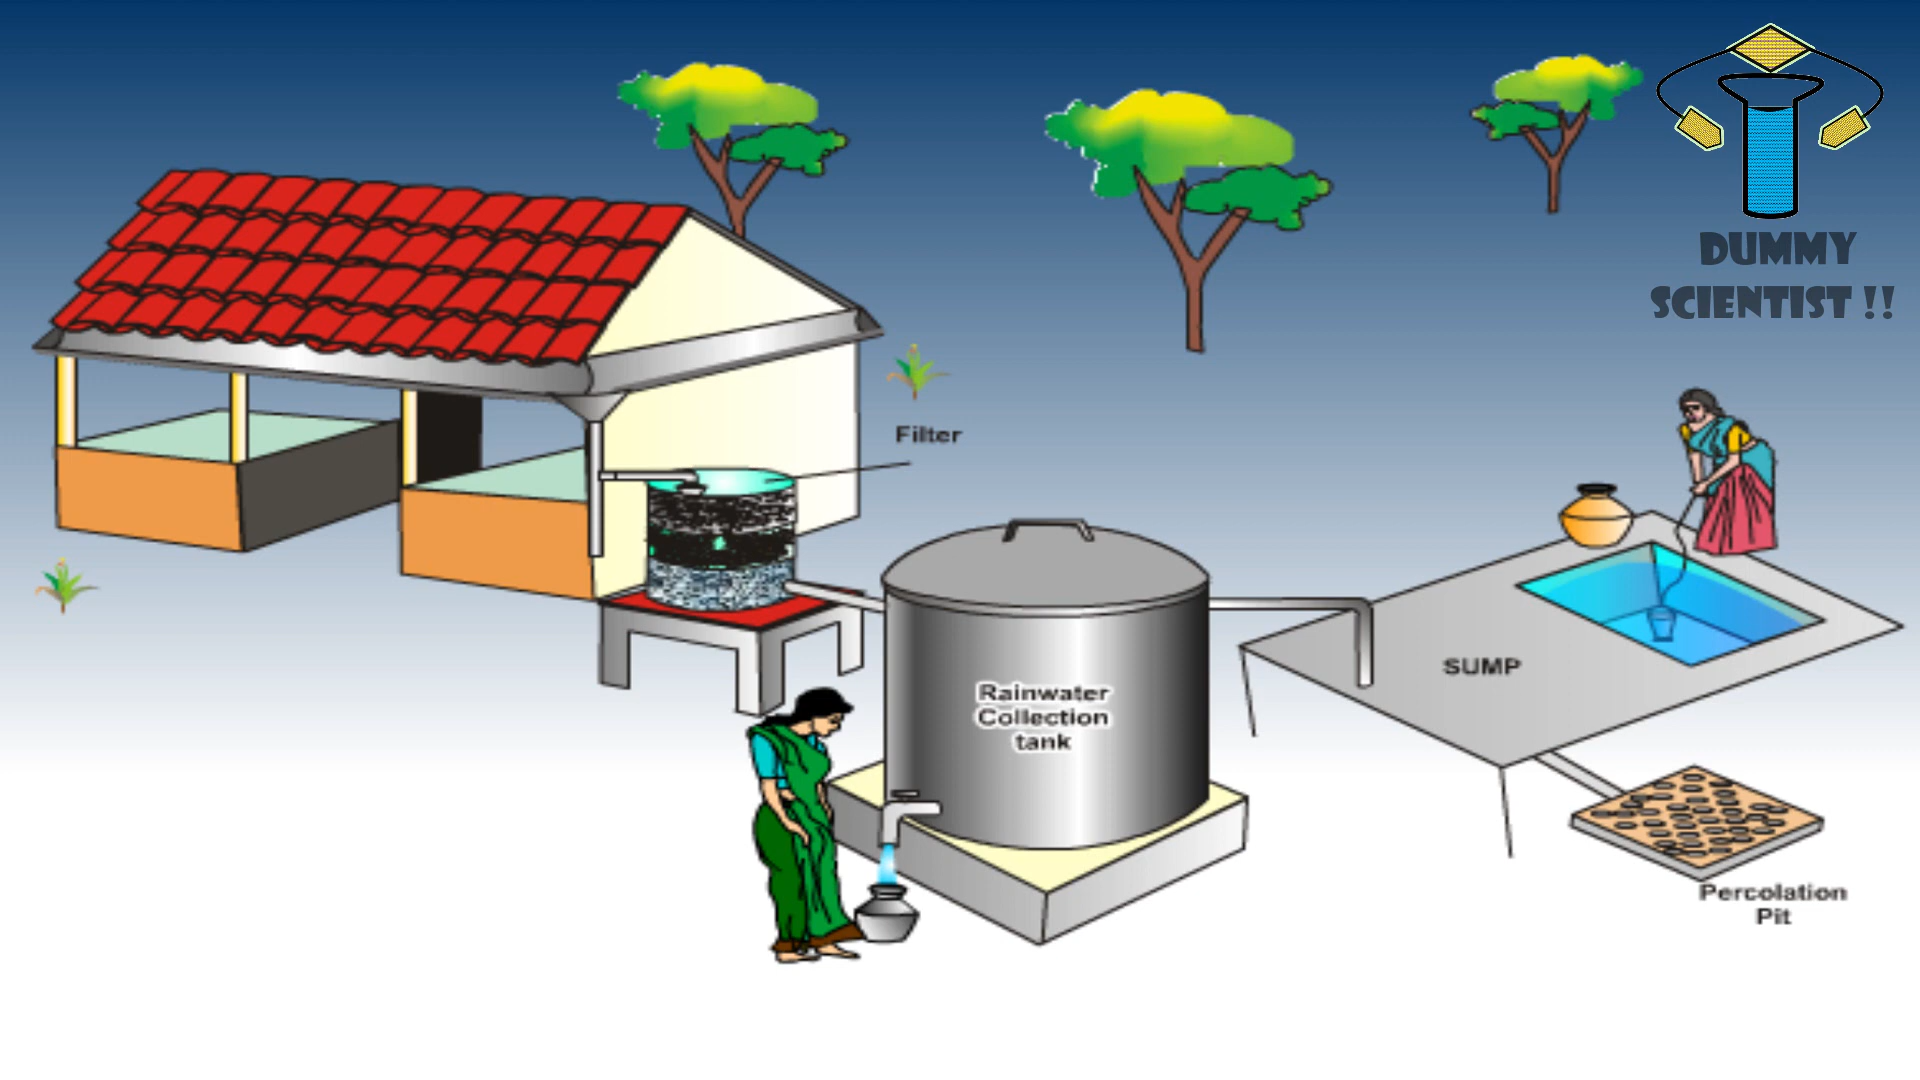 DUMMY
SCIENTIST !!
Filter
SUMP
Rainwater
Collection
tank
Percolation
Pit